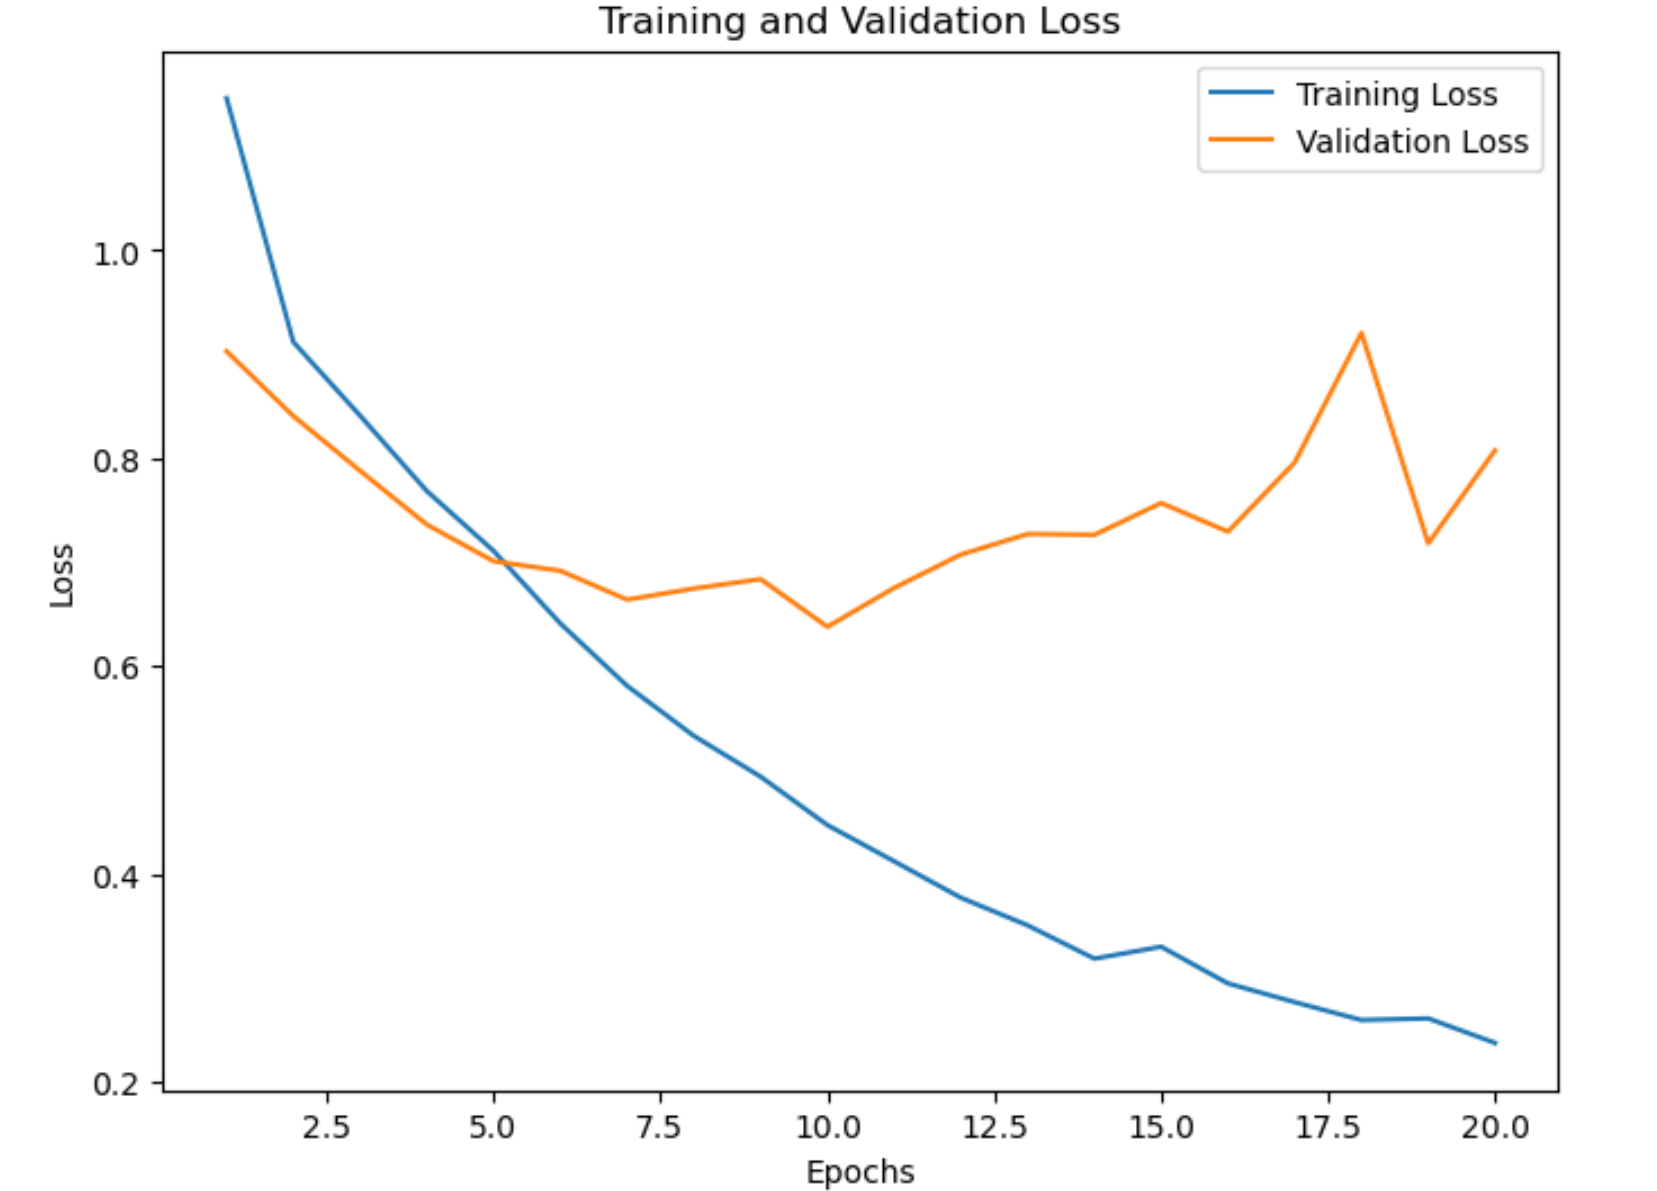 Training and Validation Loss
Training Loss
Validation Loss
1.0
0.8
0.6
0.4
0.2
Loss
2.5 5.0 7.5 10.0 12.5 15.0 17.5 20.0
Epochs